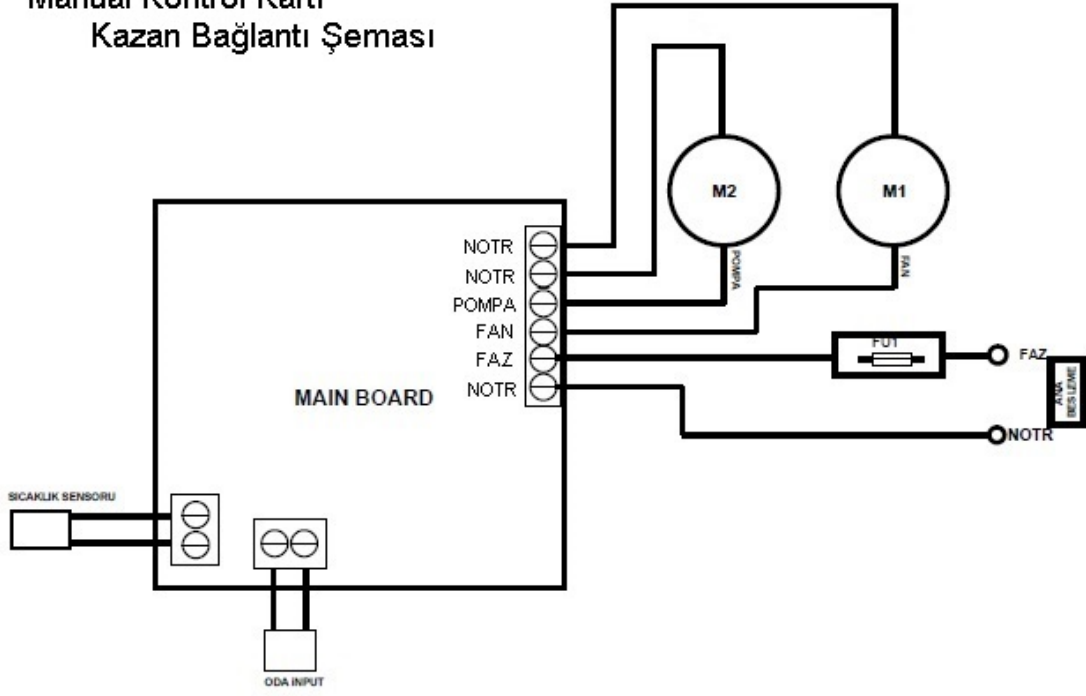 Manual Kontrol Kartı
Kazan Bağlantı Şeması
M2
M1
POMPA
FAN
NOTR
NOTR
POMPA
FAN
FAZ
NOTR
MAIN BOARD
FU1
FAZ
NOTR
ANA
BESLEME
SICAKLIK SENSORU
ODA INPUT